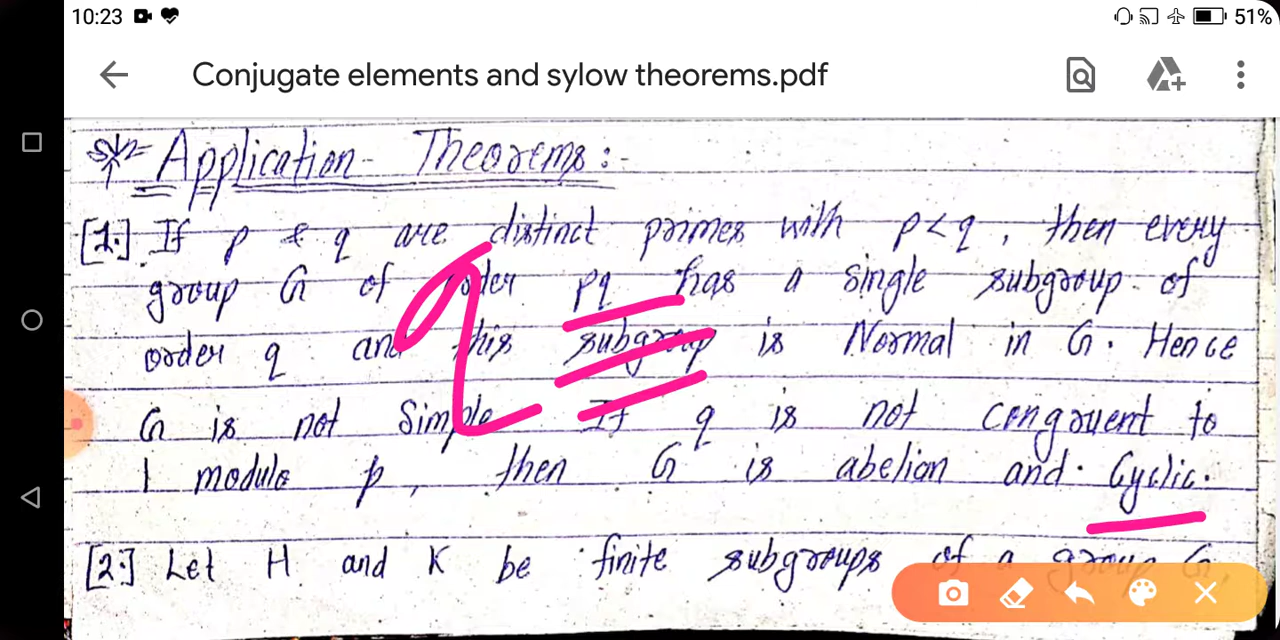 10:23
51%
Conjugate elements and sylow theorems.pdf
Application Theorems:-
[1.] If p & q are distinct primes with p<q, then every
group G of order pq has a single subgroup of
order q and this subgroup is Normal in G. Hence
G is not Simple. If q is not congruent to
1 modulo p, then G is abelian and Cyclic.
[2.] Let H and K be finite subgroups of a group G,